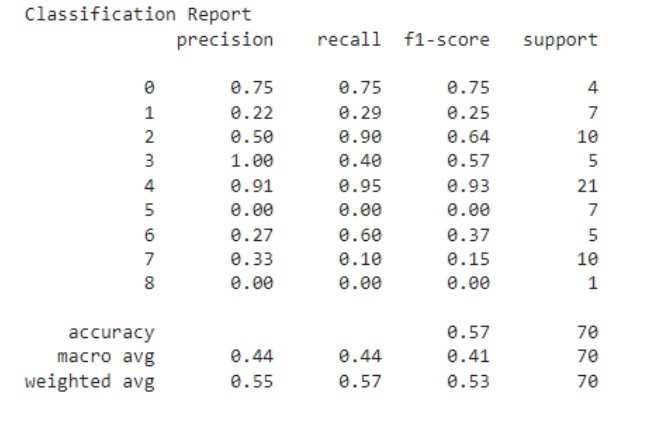 Classification Report
precision recall f1-score support
0 0.75 0.75 0.75 4
1 0.22 0.29 0.25 7
2 0.50 0.90 0.64 10
3 1.00 0.40 0.57 5
4 0.91 0.95 0.93 21
5 0.00 0.00 0.00 7
6 0.27 0.60 0.37 5
7 0.33 0.10 0.15 10
8 0.00 0.00 0.00 1
accuracy 0.57 70
macro avg 0.44 0.44 0.41 70
weighted avg 0.55 0.57 0.53 70